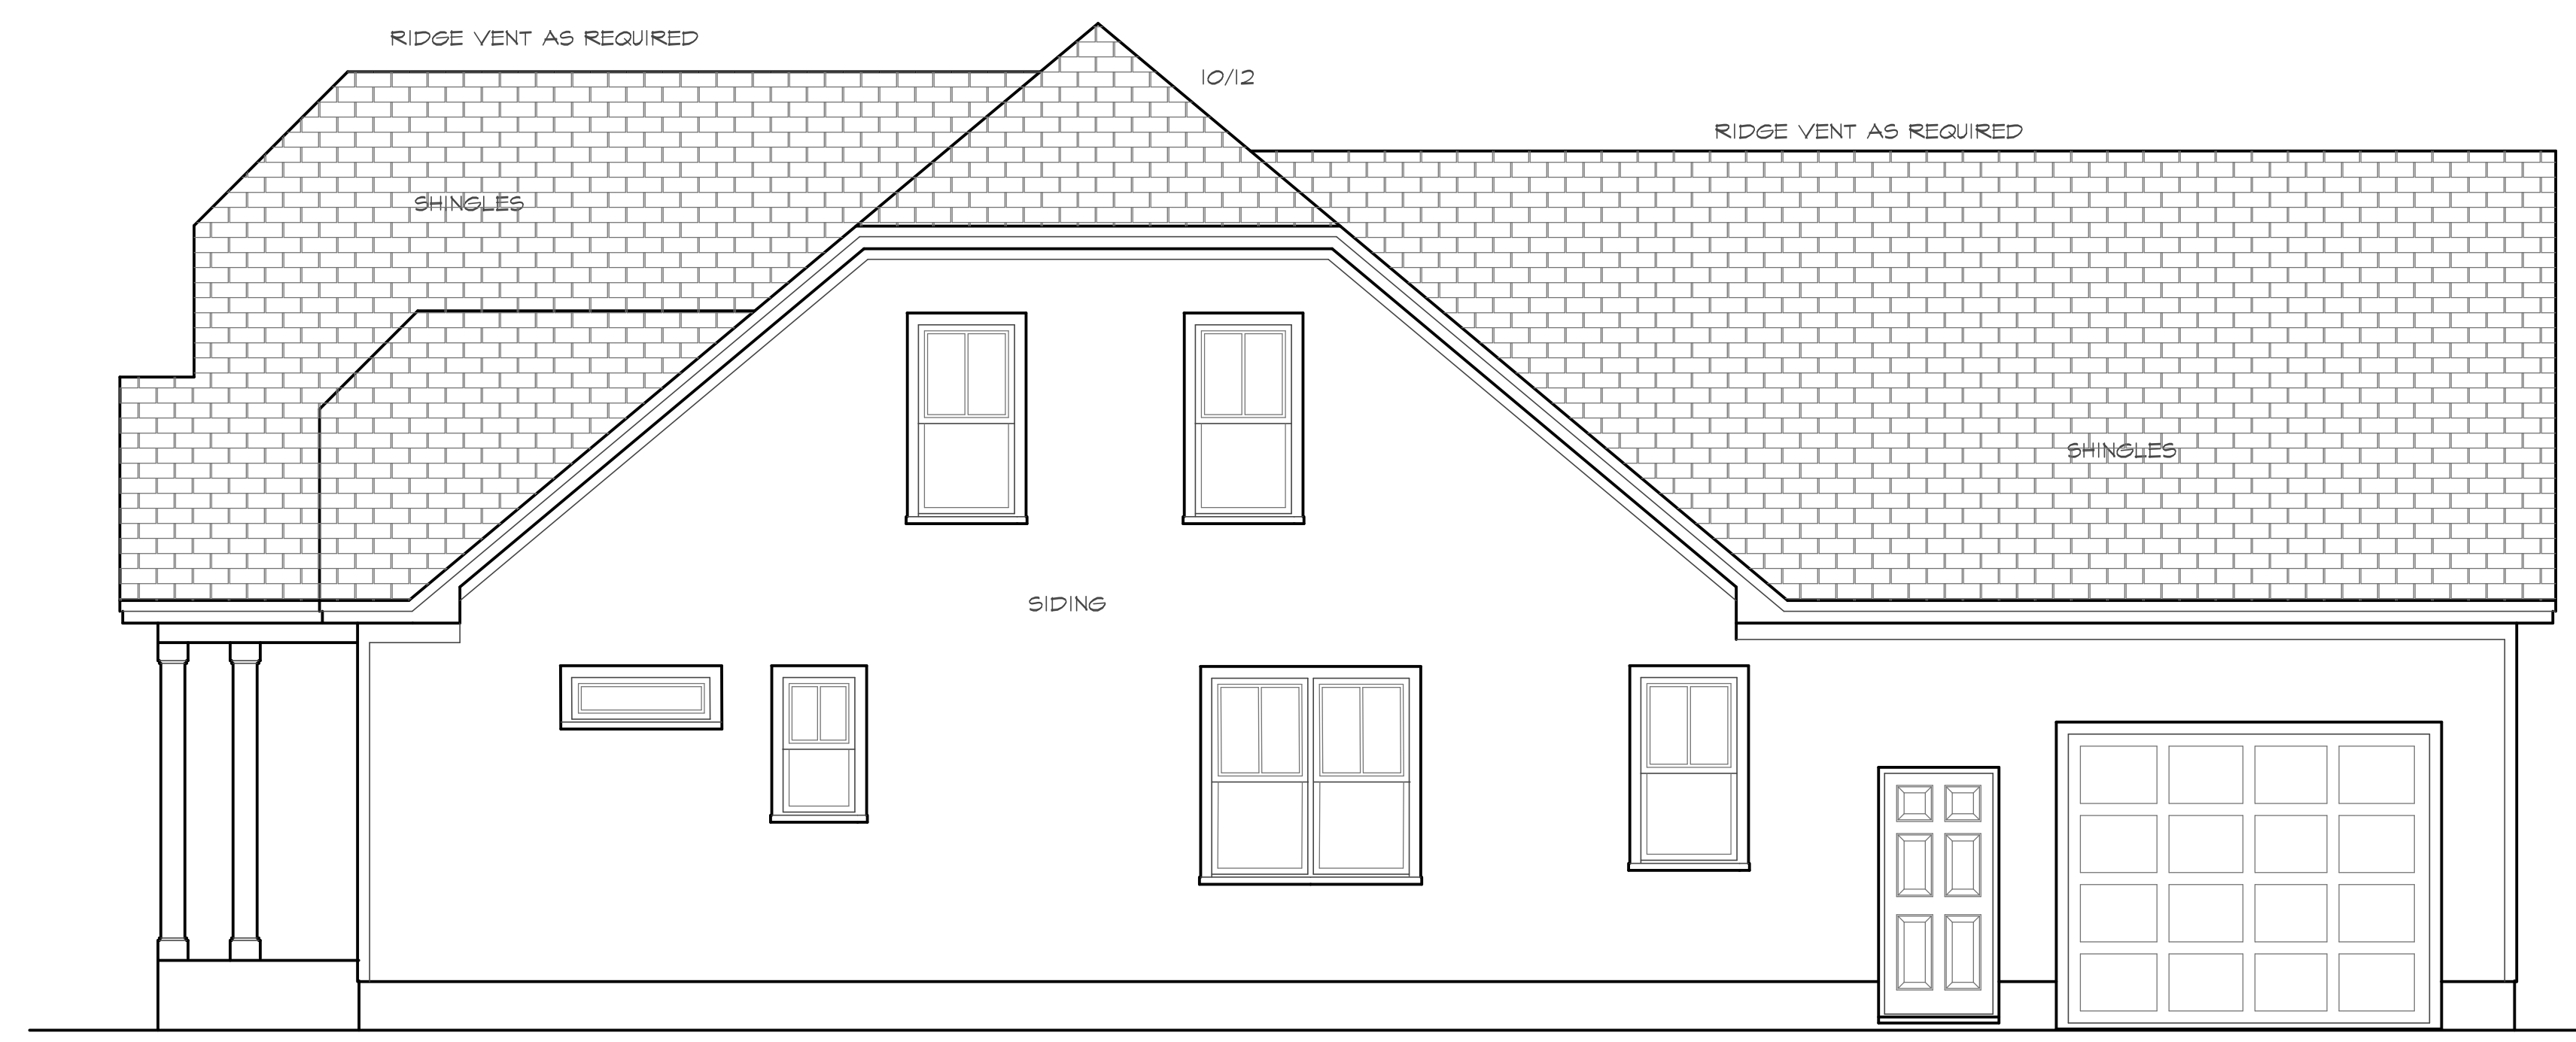 RIDGE VENT AS REQUIRED
10/12
RIDGE VENT AS REQUIRED
SHINGLES
SHINGLES
SIDING